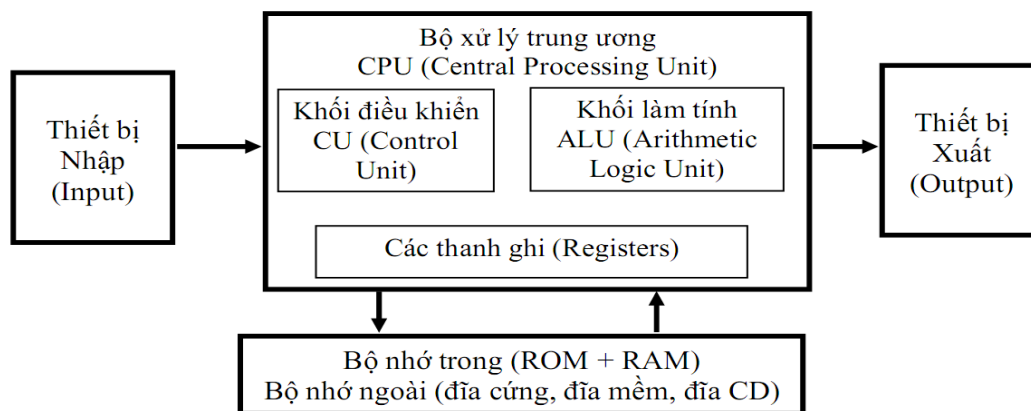 Bộ xử lý trung ương
CPU (Central Processing Unit)
Thiết bị
Nhập
(Input)
Khối điều khiển
CU (Control
Unit)
Khối làm tính
ALU (Arithmetic
Logic Unit)
Các thanh ghi (Registers)
Thiết bị
Xuất
(Output)
Bộ nhớ trong (ROM + RAM)
Bộ nhớ ngoài (đĩa cứng, đĩa mềm, đĩa CD)